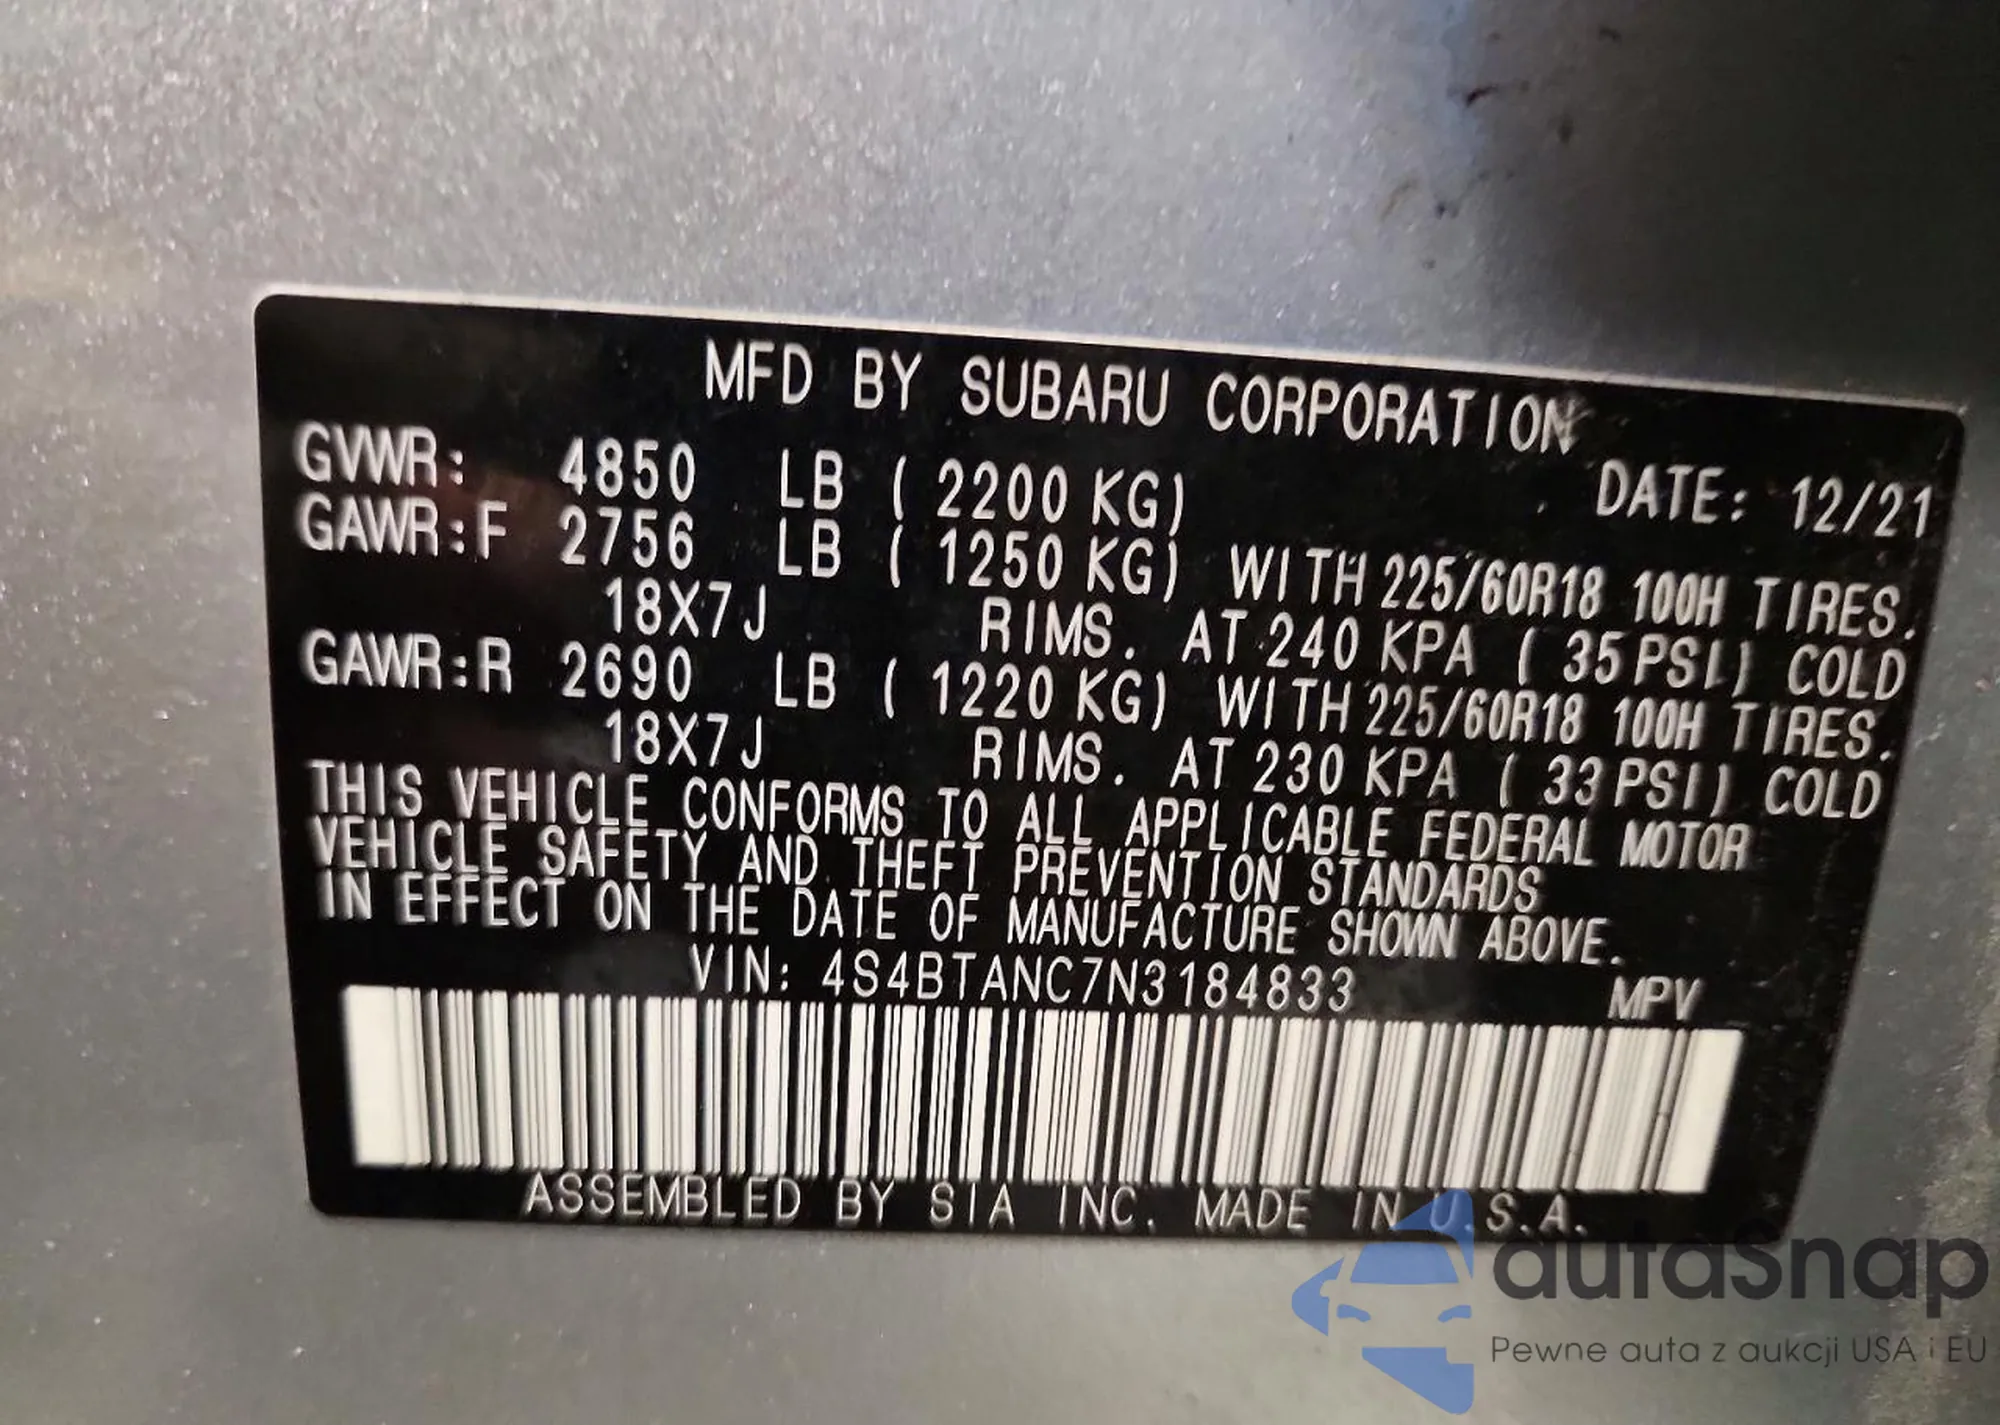 MFD BY SUBARU CORPORATION
GVWR: 4850 LB ( 2200 KG) DATE: 12/21
GAWR:F 2756 LB ( 1250 KG) WITH 225/60R18 100H TIRES.
18X7J RIMS. AT 240 KPA ( 35 PSI) COLD
GAWR:R 2690 LB ( 1220 KG) WITH 225/60R18 100H TIRES.
18X7J RIMS. AT 230 KPA ( 33 PSI) COLD
THIS VEHICLE CONFORMS TO ALL APPLICABLE FEDERAL MOTOR
VEHICLE SAFETY AND THEFT PREVENTION STANDARDS
IN EFFECT ON THE DATE OF MANUFACTURE SHOWN ABOVE.
VIN: 4S4BTANC7N3184833 MPV
ASSEMBLED BY SIA INC. MADE IN U.S.A.
autaSnap
Pewne auta z aukcji USA i EU